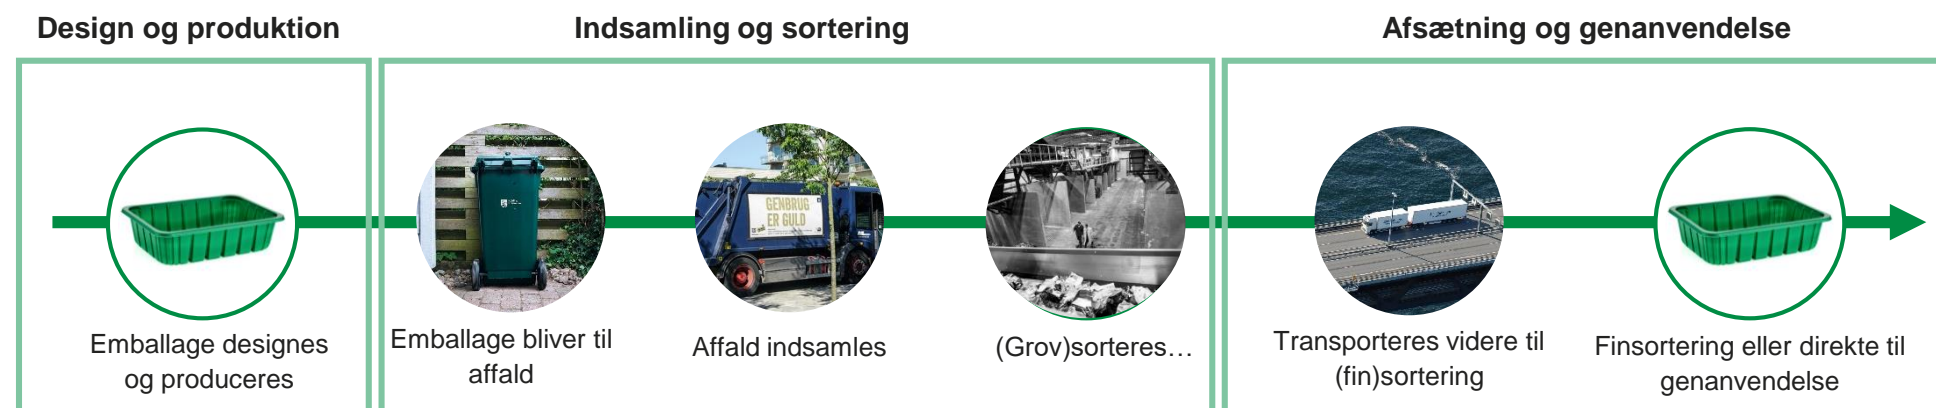 Design og produktion
Indsamling og sortering
Afsætning og genanvendelse
GENBRUG
ER GULD
Emballage designes
og produceres
Emballage bliver til
affald
Affald indsamles
(Grov)sorteres…
Transporteres videre til
(fin)sortering
Finsortering eller direkte til
genanvendelse